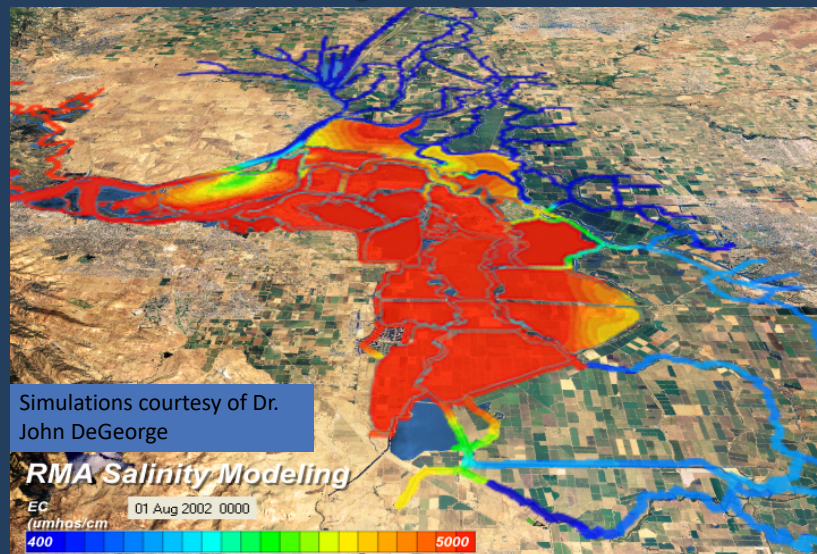 Simulations courtesy of Dr.
John DeGeorge
RMA Salinity Modeling
EC
(umhos/cm
01 Aug 2002 0000
400
5000